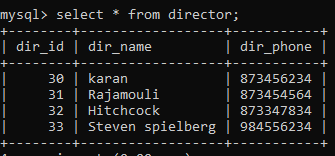 mysql> select * from director;
+--------+------------------+-----------+
| dir_id | dir_name | dir_phone |
+--------+------------------+-----------+
| 30 | karan | 873456234 |
| 31 | Rajamouli | 873454564 |
| 32 | Hitchcock | 873347834 |
| 33 | Steven spielberg | 984556234 |
+--------+------------------+-----------+